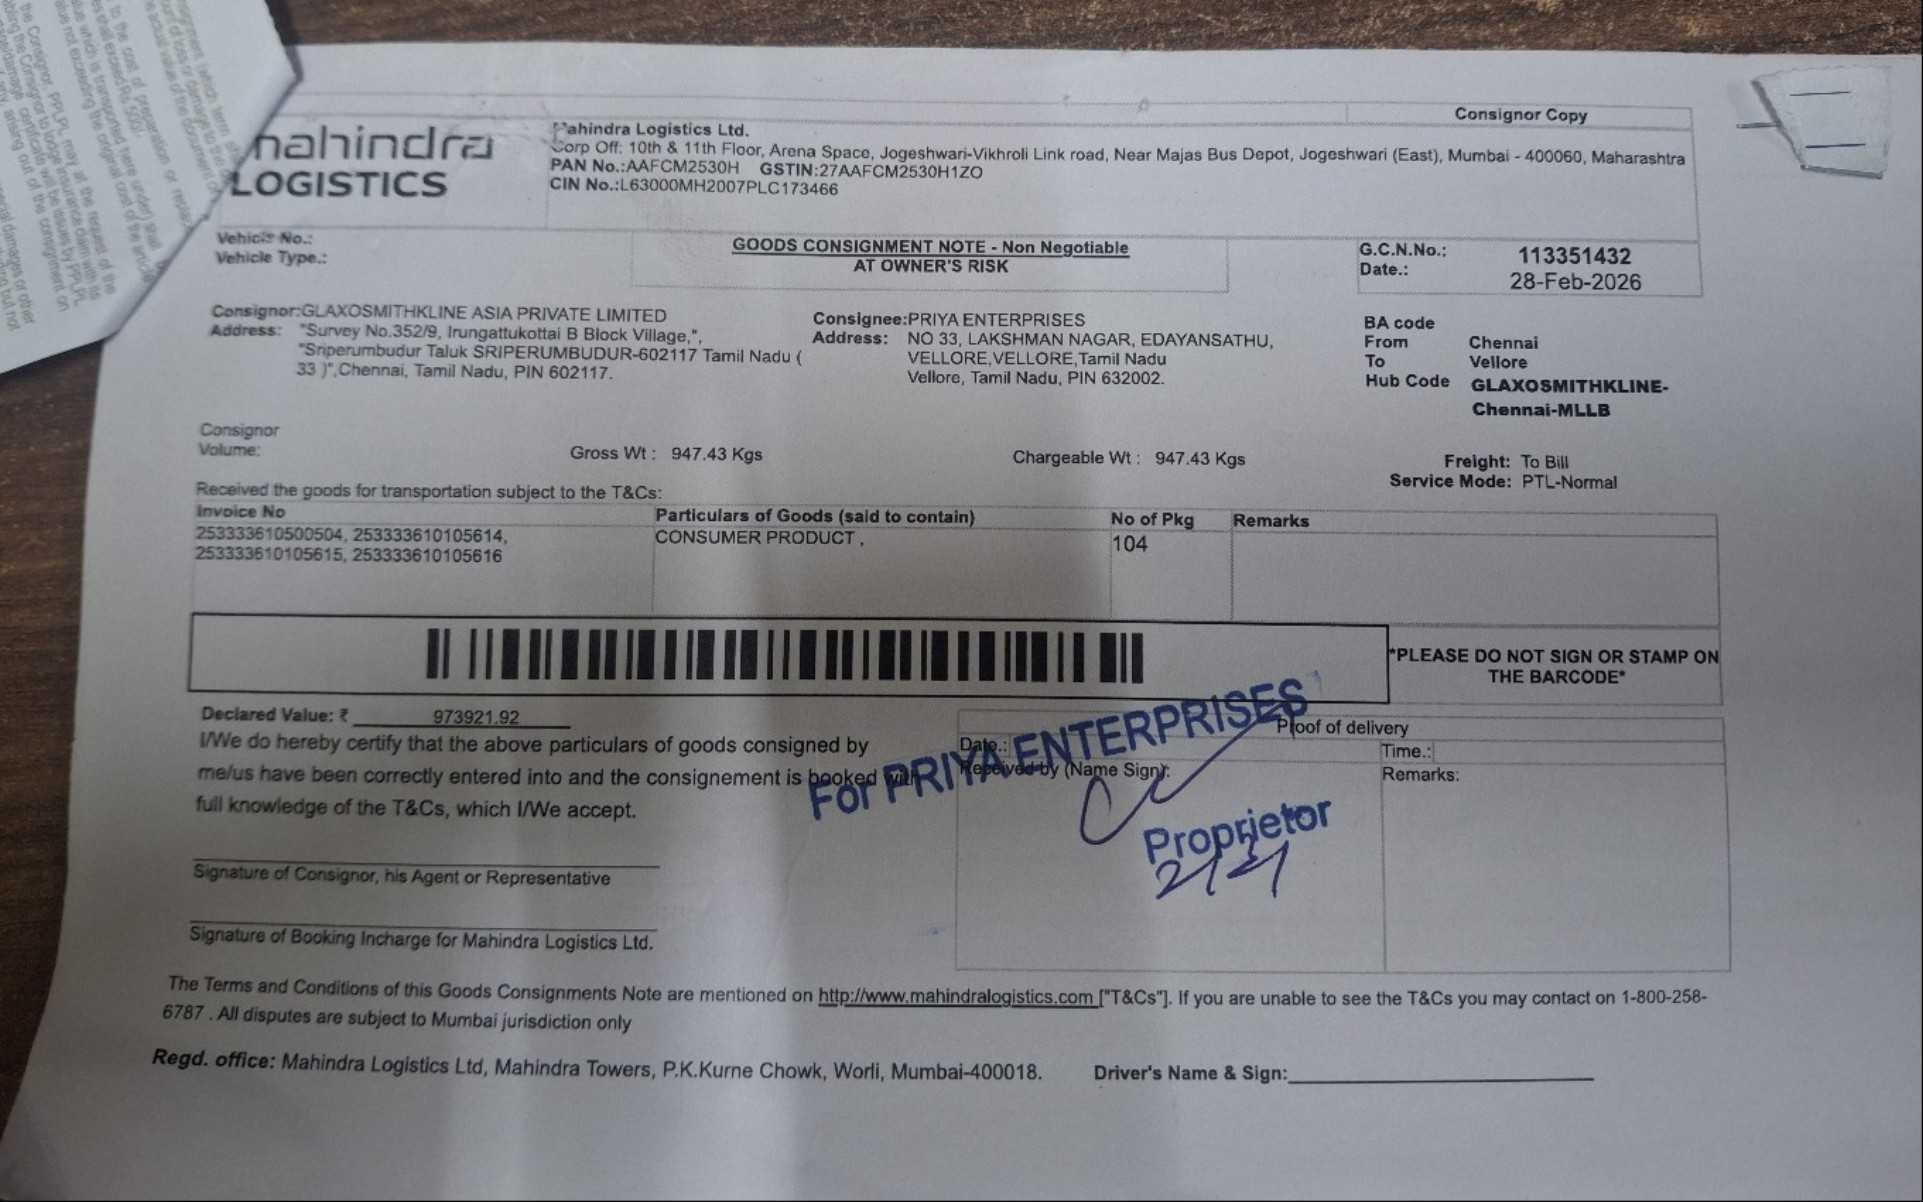 Consignor Copy
mahindra
LOGISTICS
Mahindra Logistics Ltd.
Corp Off: 10th & 11th Floor, Arena Space, Jogeshwari-Vikhroli Link road, Near Majas Bus Depot, Jogeshwari (East), Mumbai - 400060, Maharashtra
PAN No.:AAFCM2530H GSTIN:27AAFCM2530H1ZO
CIN No.:L63000MH2007PLC173466
Vehicle No.:
Vehicle Type.:
GOODS CONSIGNMENT NOTE - Non Negotiable
AT OWNER'S RISK
G.C.N.No.: 113351432
Date.: 28-Feb-2026
Consignor:GLAXOSMITHKLINE ASIA PRIVATE LIMITED
Address: "Survey No.352/9, Irungattukottai B Block Village,",
"Sriperumbudur Taluk SRIPERUMBUDUR-602117 Tamil Nadu (
33 )",Chennai, Tamil Nadu, PIN 602117.
Consignee:PRIYA ENTERPRISES
Address: NO 33, LAKSHMAN NAGAR, EDAYANSATHU,
VELLORE,VELLORE,Tamil Nadu
Vellore, Tamil Nadu, PIN 632002.
BA code
From Chennai
To Vellore
Hub Code GLAXOSMITHKLINE-
Chennai-MLLB
Consignor
Volume:
Gross Wt : 947.43 Kgs
Chargeable Wt : 947.43 Kgs
Freight: To Bill
Service Mode: PTL-Normal
Received the goods for transportation subject to the T&Cs:
Invoice No Particulars of Goods (said to contain) No of Pkg Remarks
253333610500504, 253333610105614, CONSUMER PRODUCT , 104
253333610105615, 253333610105616
*PLEASE DO NOT SIGN OR STAMP ON
THE BARCODE*
Declared Value: ₹ 973921.92
I/We do hereby certify that the above particulars of goods consigned by
me/us have been correctly entered into and the consignement is booked with
full knowledge of the T&Cs, which I/We accept.
Proof of delivery
Date.:
Time.:
Received by (Name Sign):
Remarks:
For PRIYA ENTERPRISES
Proprietor
Signature of Consignor, his Agent or Representative
Signature of Booking Incharge for Mahindra Logistics Ltd.
The Terms and Conditions of this Goods Consignments Note are mentioned on http://www.mahindralogistics.com ["T&Cs"]. If you are unable to see the T&Cs you may contact on 1-800-258-
6787 . All disputes are subject to Mumbai jurisdiction only
Regd. office: Mahindra Logistics Ltd, Mahindra Towers, P.K.Kurne Chowk, Worli, Mumbai-400018.
Driver's Name & Sign: